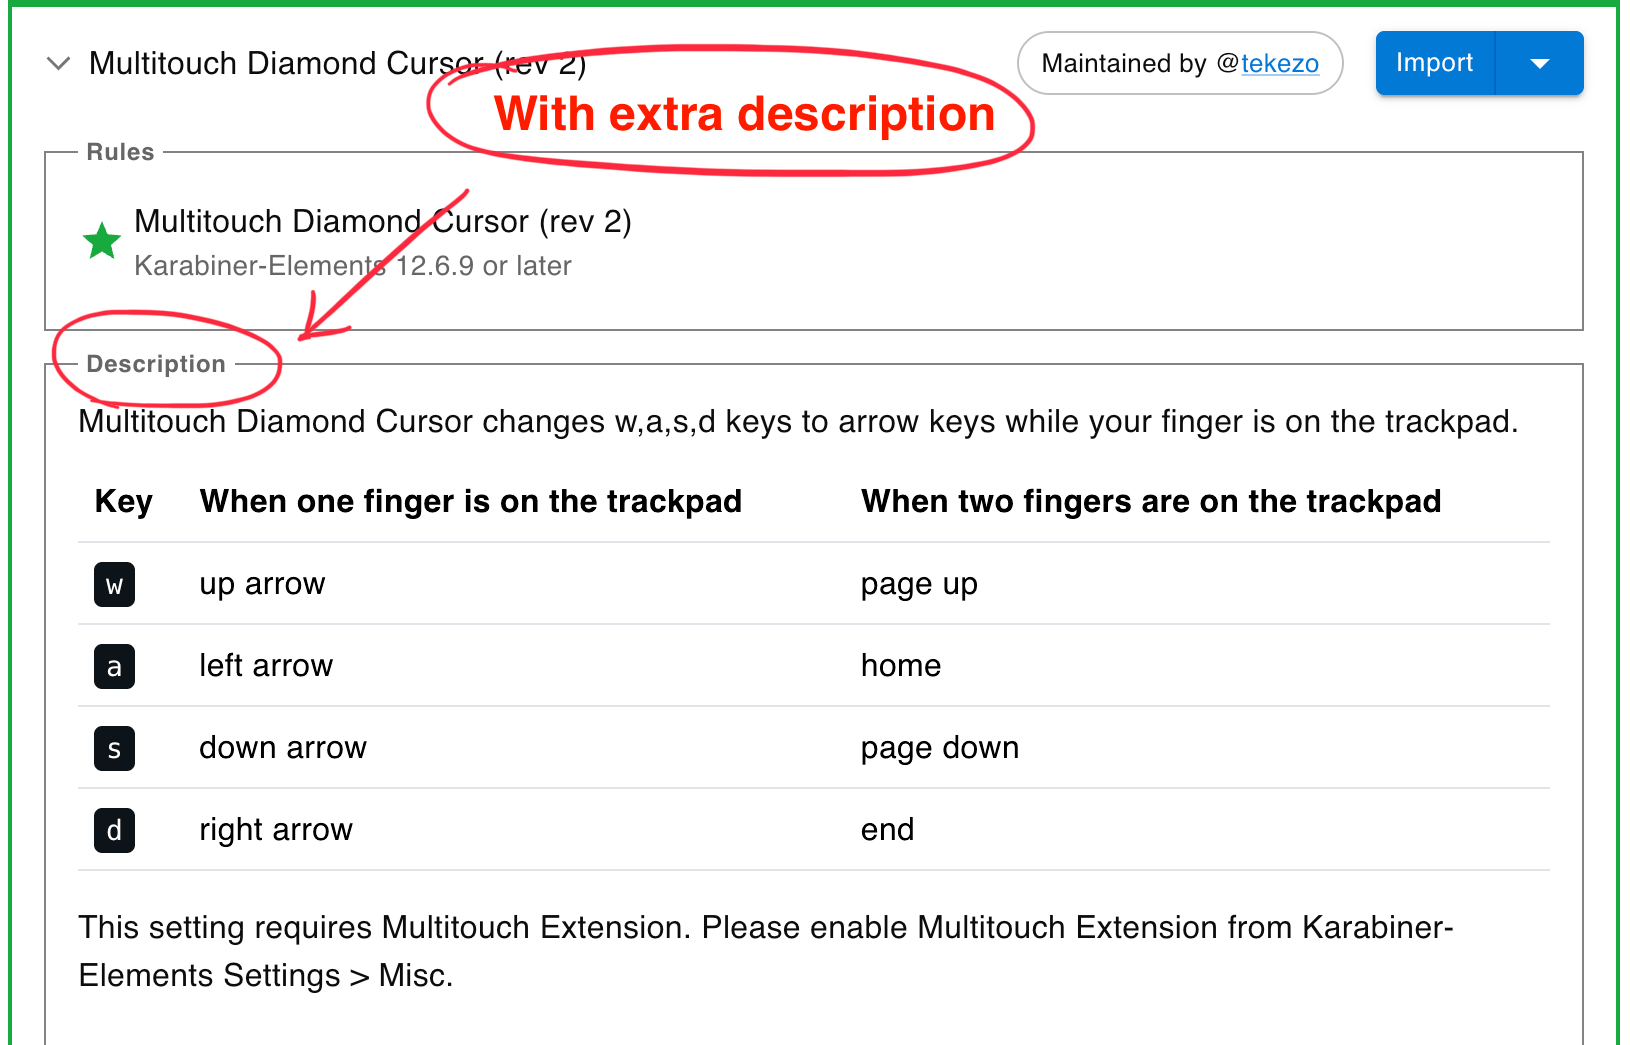 Multitouch Diamond Cursor (rev 2)
Maintained by @tekezo
Import
With extra description
Rules
Multitouch Diamond Cursor (rev 2)
Karabiner-Elements 12.6.9 or later
Description
Multitouch Diamond Cursor changes w,a,s,d keys to arrow keys while your finger is on the trackpad.
Key When one finger is on the trackpad When two fingers are on the trackpad
w up arrow page up
a left arrow home
s down arrow page down
d right arrow end
This setting requires Multitouch Extension. Please enable Multitouch Extension from Karabiner-
Elements Settings > Misc.